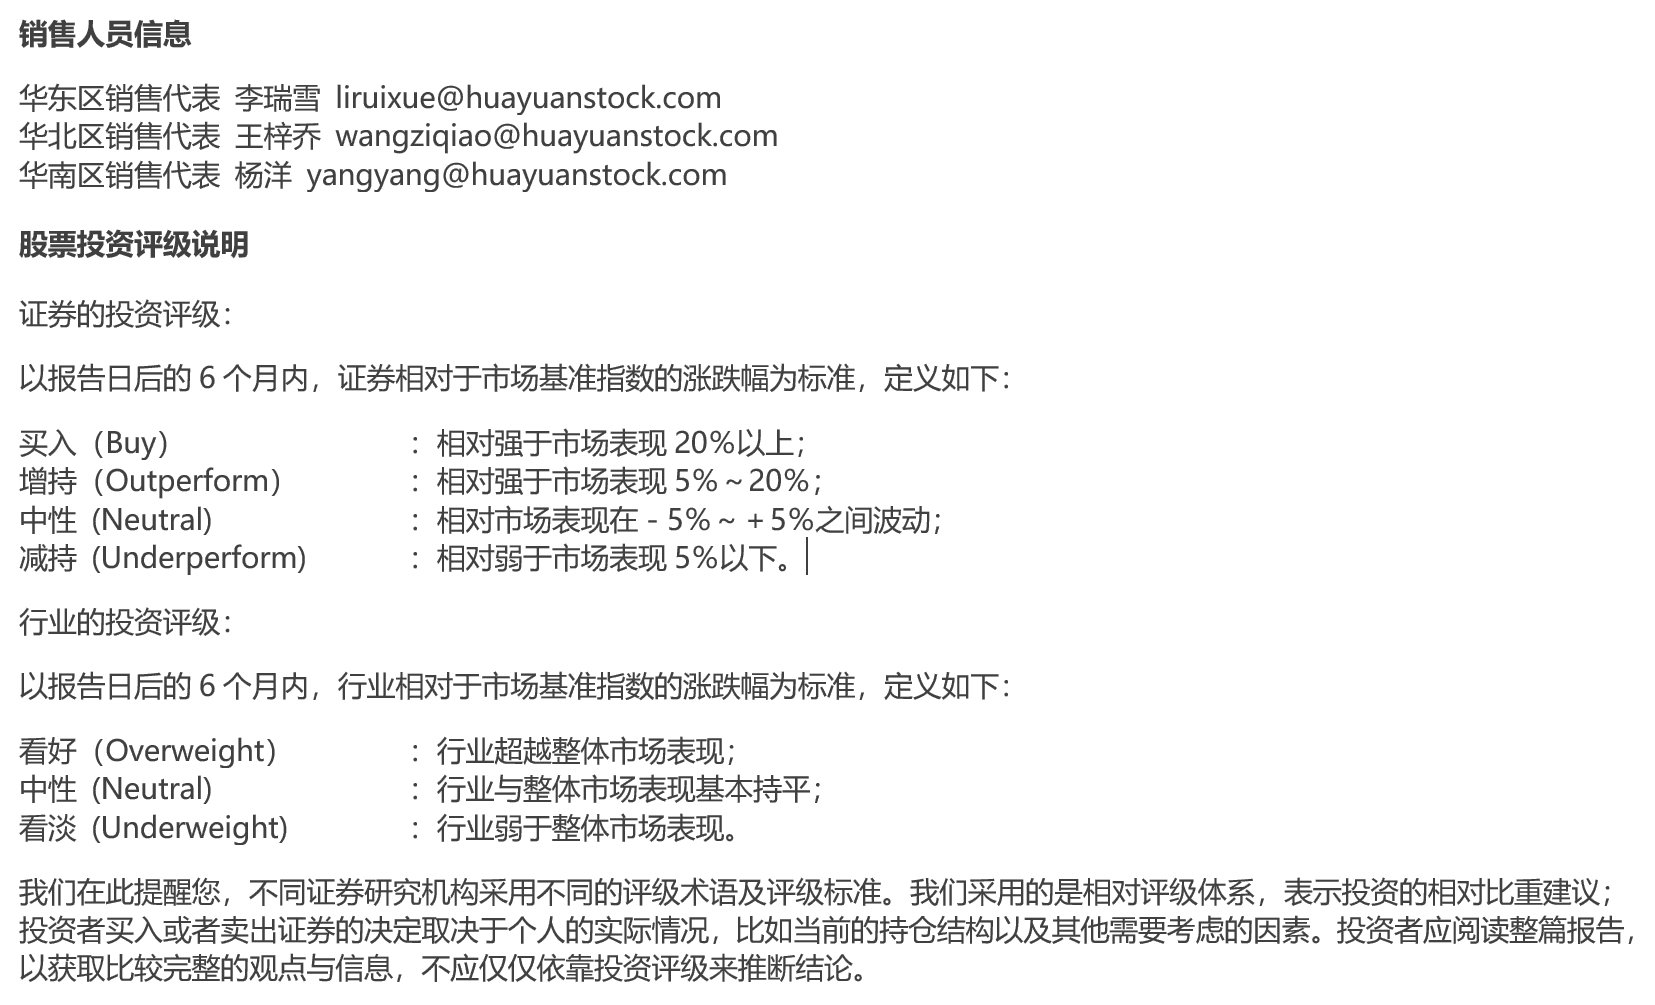 销售人员信息
华东区销售代表 李瑞雪 liruixue@huayuanstock.com
华北区销售代表 王梓乔 wangziqiao@huayuanstock.com
华南区销售代表 杨洋 yangyang@huayuanstock.com
股票投资评级说明
证券的投资评级：
以报告日后的 6 个月内，证券相对于市场基准指数的涨跌幅为标准，定义如下：
买入（Buy） ：相对强于市场表现 20%以上；
增持（Outperform） ：相对强于市场表现 5%～20%；
中性 (Neutral) ：相对市场表现在－5%～＋5%之间波动；
减持 (Underperform) ：相对弱于市场表现 5%以下。
行业的投资评级：
以报告日后的 6 个月内，行业相对于市场基准指数的涨跌幅为标准，定义如下：
看好（Overweight） ：行业超越整体市场表现；
中性 (Neutral) ：行业与整体市场表现基本持平；
看淡 (Underweight) ：行业弱于整体市场表现。
我们在此提醒您，不同证券研究机构采用不同的评级术语及评级标准。我们采用的是相对评级体系，表示投资的相对比重建议；
投资者买入或者卖出证券的决定取决于个人的实际情况，比如当前的持仓结构以及其他需要考虑的因素。投资者应阅读整篇报告，
以获取比较完整的观点与信息，不应仅仅依靠投资评级来推断结论。